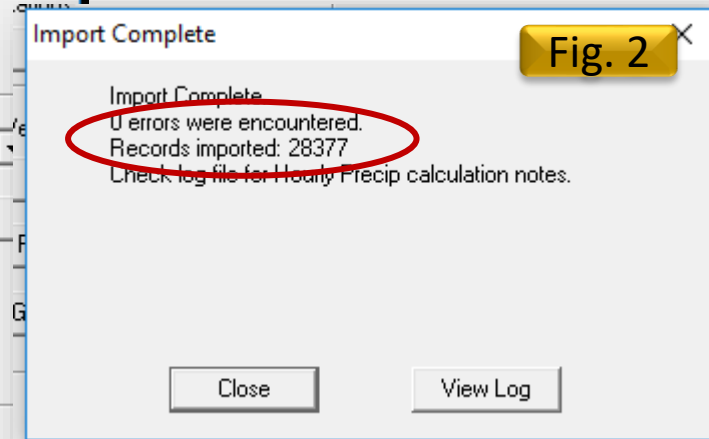 Import Complete
Fig. 2
Import Complete
0 errors were encountered.
Records imported: 28377
Check log file for Hourly Precip calculation notes.
Close
View Log